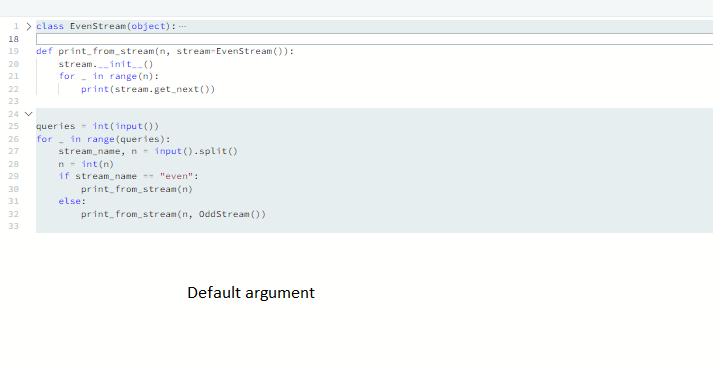 1 > class EvenStream(object): ...
18
19 def print_from_stream(n, stream=EvenStream()):
20     stream.__init__()
21     for _ in range(n):
22         print(stream.get_next())
23
24
25 queries = int(input())
26 for _ in range(queries):
27     stream_name, n = input().split()
28     n = int(n)
29     if stream_name == "even":
30         print_from_stream(n)
31     else:
32         print_from_stream(n, OddStream())
33
Default argument